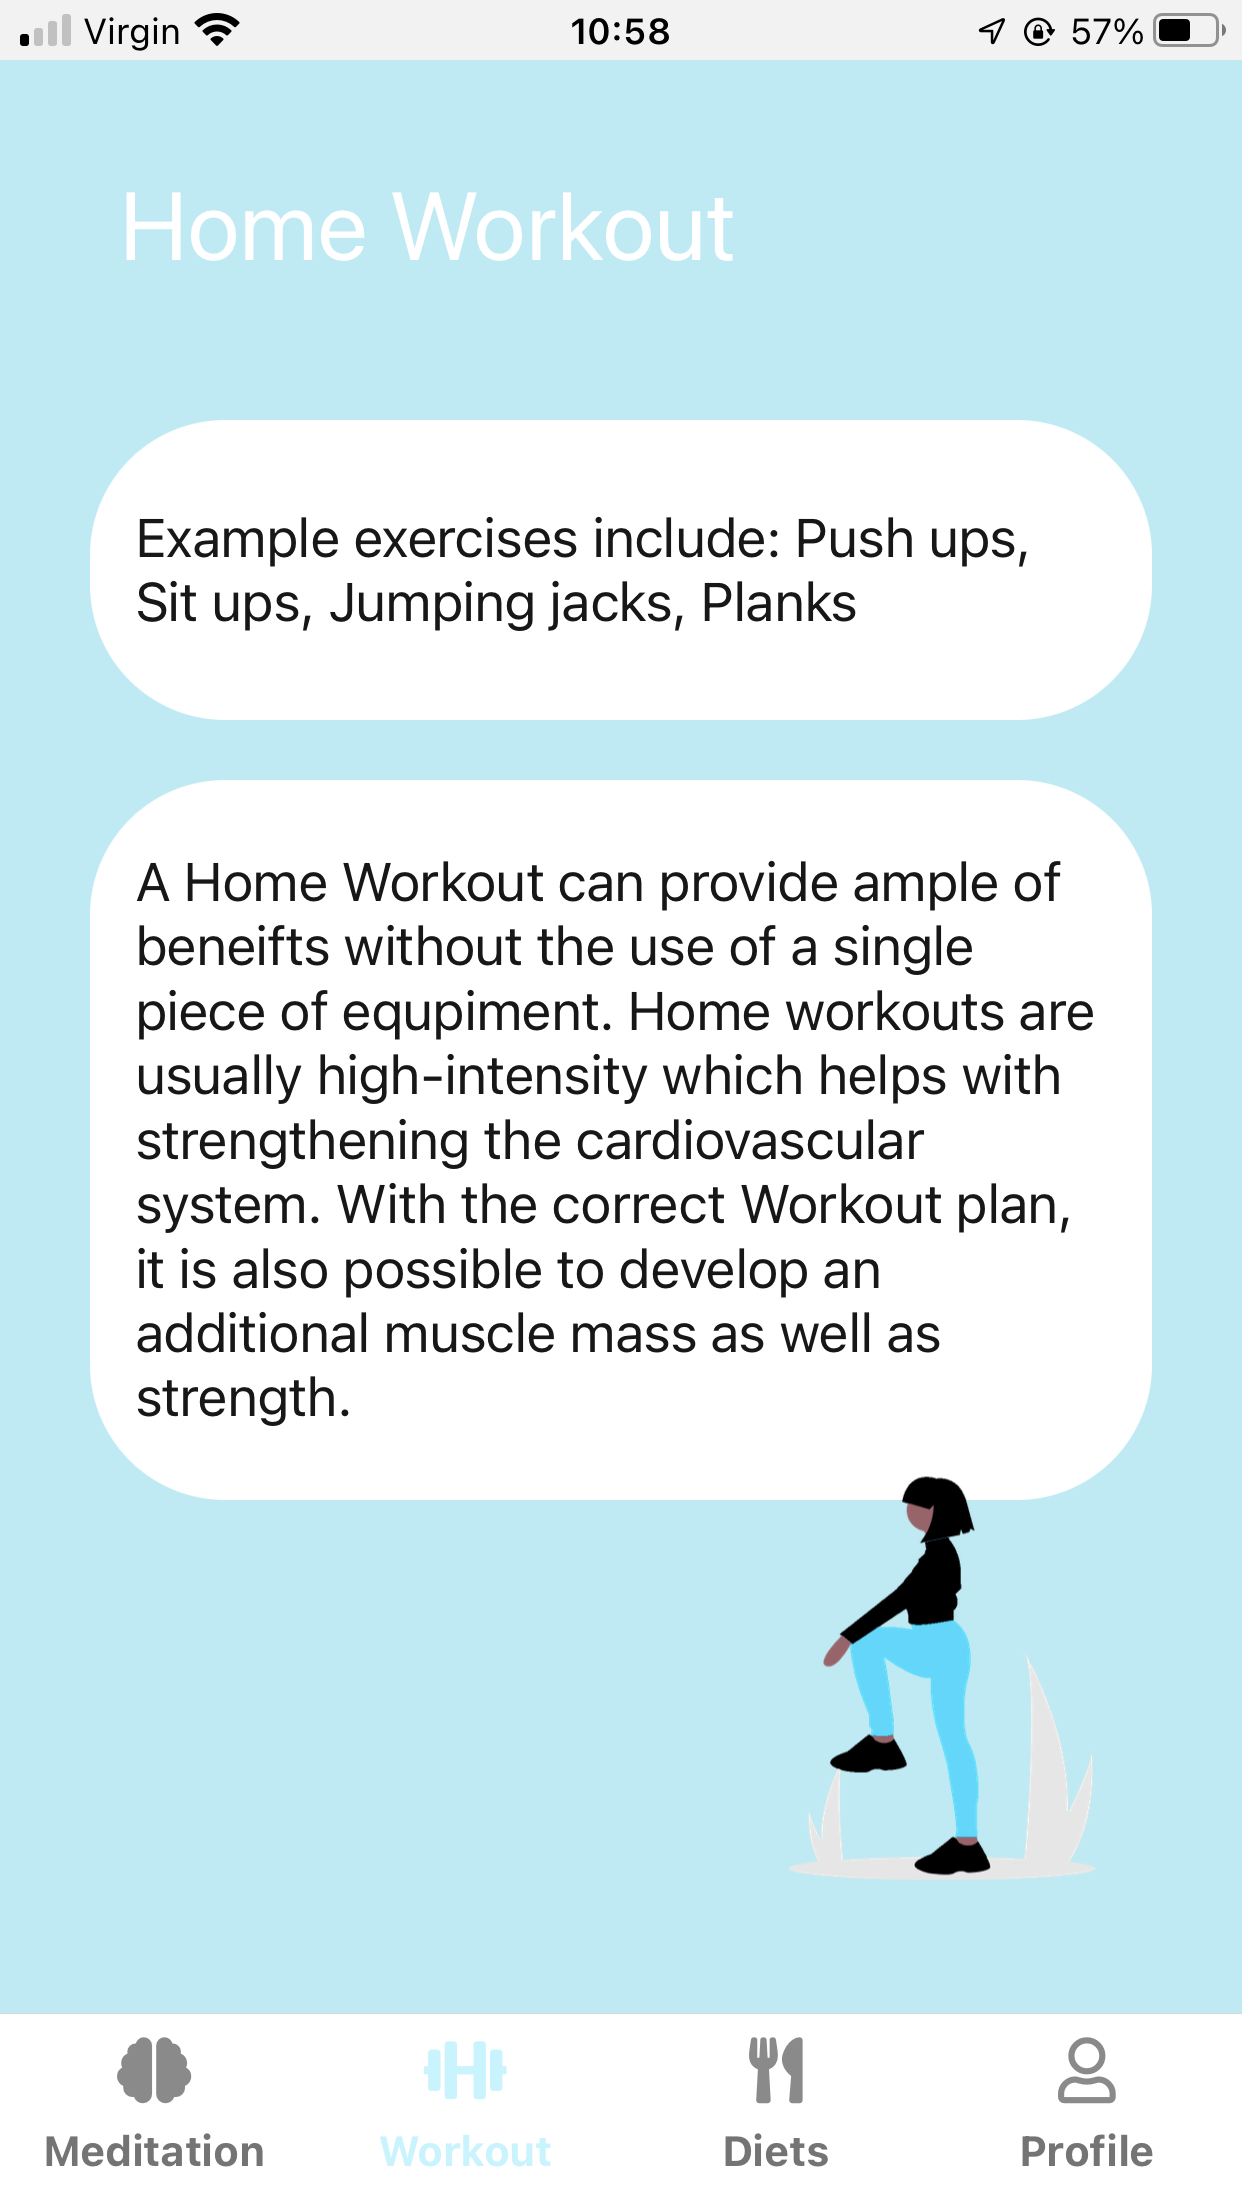 Virgin 10:58 57%
Home Workout
Example exercises include: Push ups,
Sit ups, Jumping jacks, Planks
A Home Workout can provide ample of
beneifts without the use of a single
piece of equpiment. Home workouts are
usually high-intensity which helps with
strengthening the cardiovascular
system. With the correct Workout plan,
it is also possible to develop an
additional muscle mass as well as
strength.
Meditation Workout Diets Profile